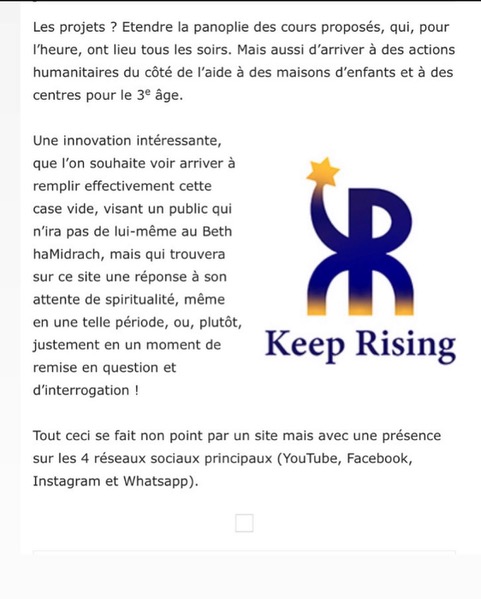 Les projets ? Etendre la panoplie des cours proposés, qui, pour
l’heure, ont lieu tous les soirs. Mais aussi d’arriver à des actions
humanitaires du côté de l’aide à des maisons d’enfants et à des
centres pour le 3e âge.
Une innovation intéressante,
que l’on souhaite voir arriver à
remplir effectivement cette
case vide, visant un public qui
n’ira pas de lui-même au Beth
haMidrach, mais qui trouvera
sur ce site une réponse à son
attente de spiritualité, même
en une telle période, ou, plutôt,
justement en un moment de
remise en question et
d’interrogation !
Keep Rising
Tout ceci se fait non point par un site mais avec une présence
sur les 4 réseaux sociaux principaux (YouTube, Facebook,
Instagram et Whatsapp).